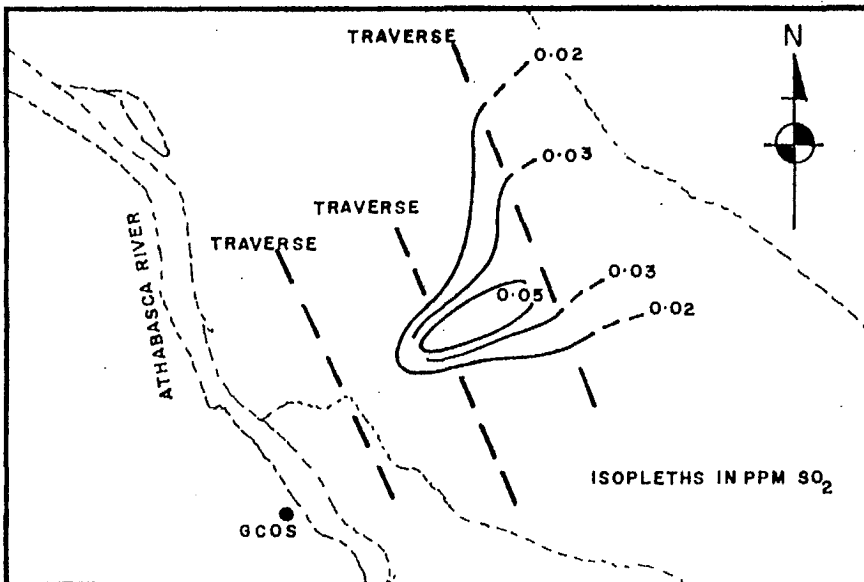 TRAVERSE
0.02
N
0.03
TRAVERSE
TRAVERSE
0.03
0.05
0.02
ATHABASCA RIVER
ISOPLETHS IN PPM SO₂
GCOS